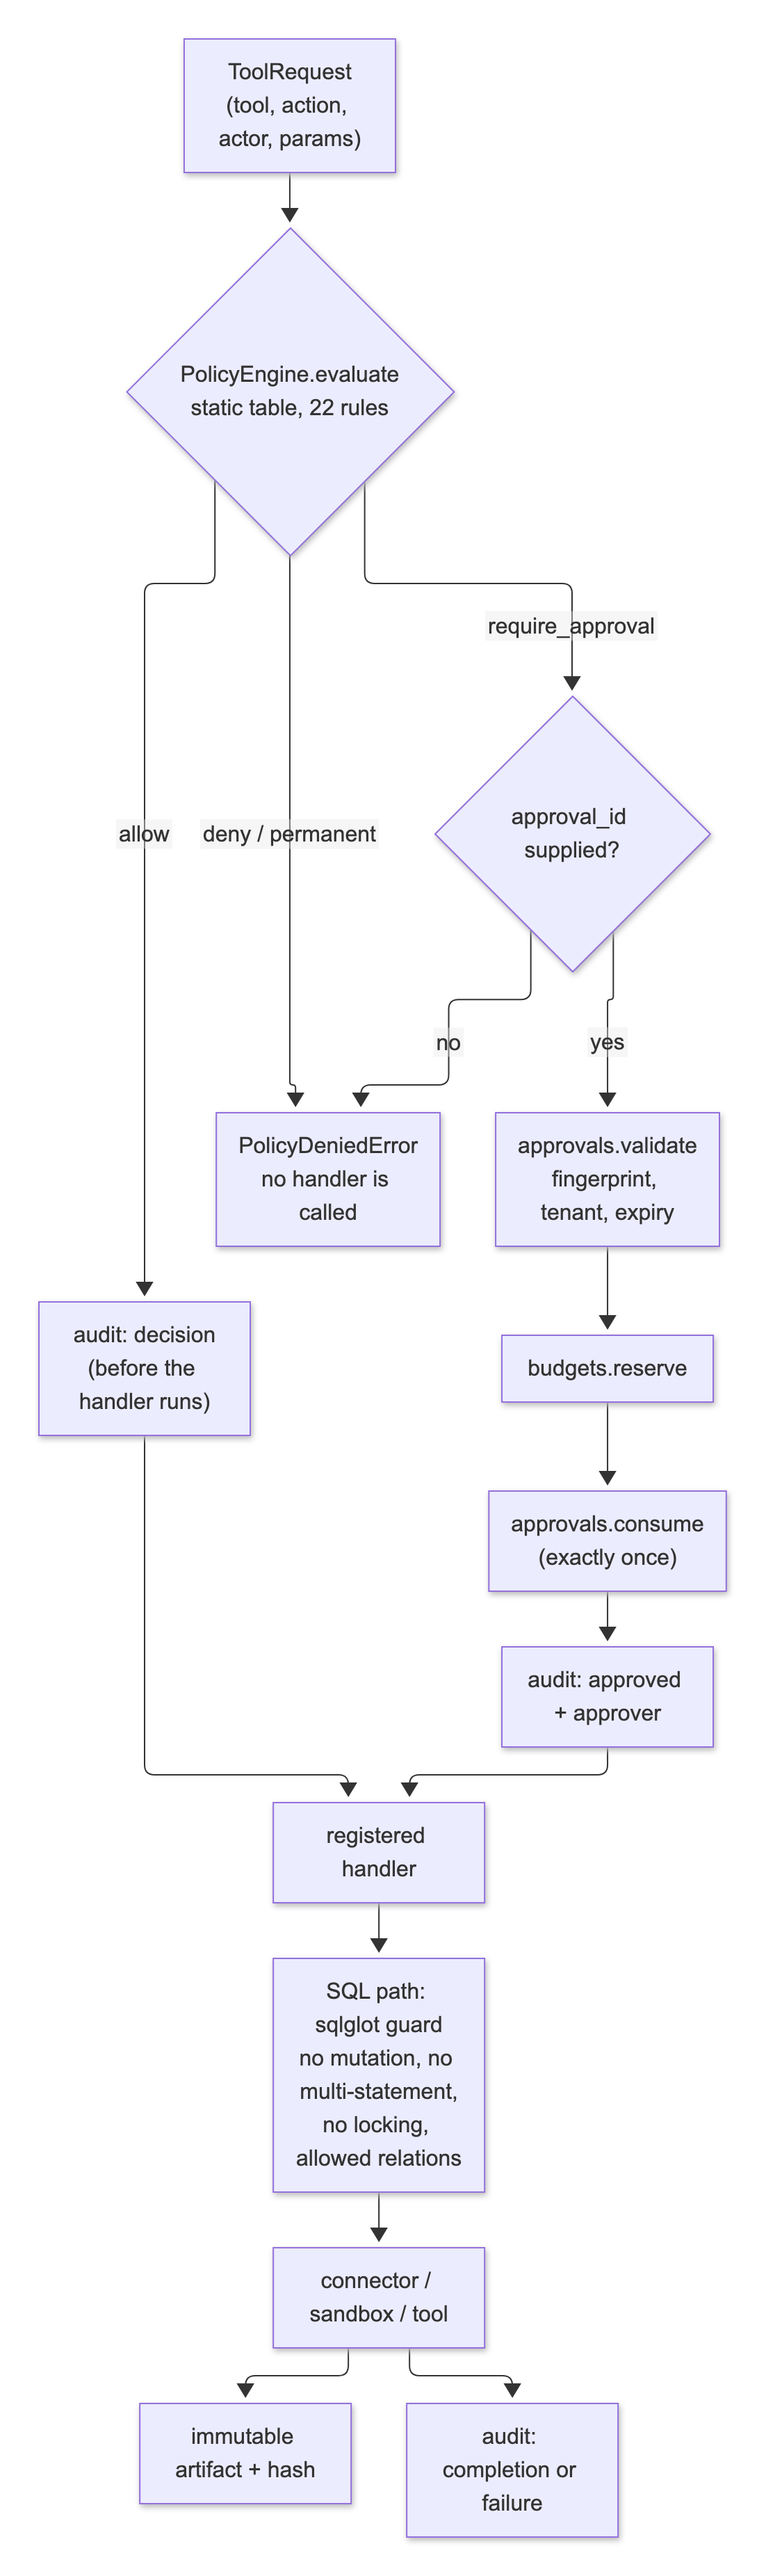 ToolRequest
(tool, action,
actor, params)
PolicyEngine.evaluate
static table, 22 rules
require_approval
allow
deny / permanent
approval_id
supplied?
no
yes
PolicyDeniedError
no handler is
called
approvals.validate
fingerprint,
tenant, expiry
audit: decision
(before the
handler runs)
budgets.reserve
approvals.consume
(exactly once)
audit: approved
+ approver
registered
handler
SQL path:
sqlglot guard
no mutation, no
multi-statement,
no locking,
allowed relations
connector /
sandbox / tool
immutable
artifact + hash
audit:
completion or
failure